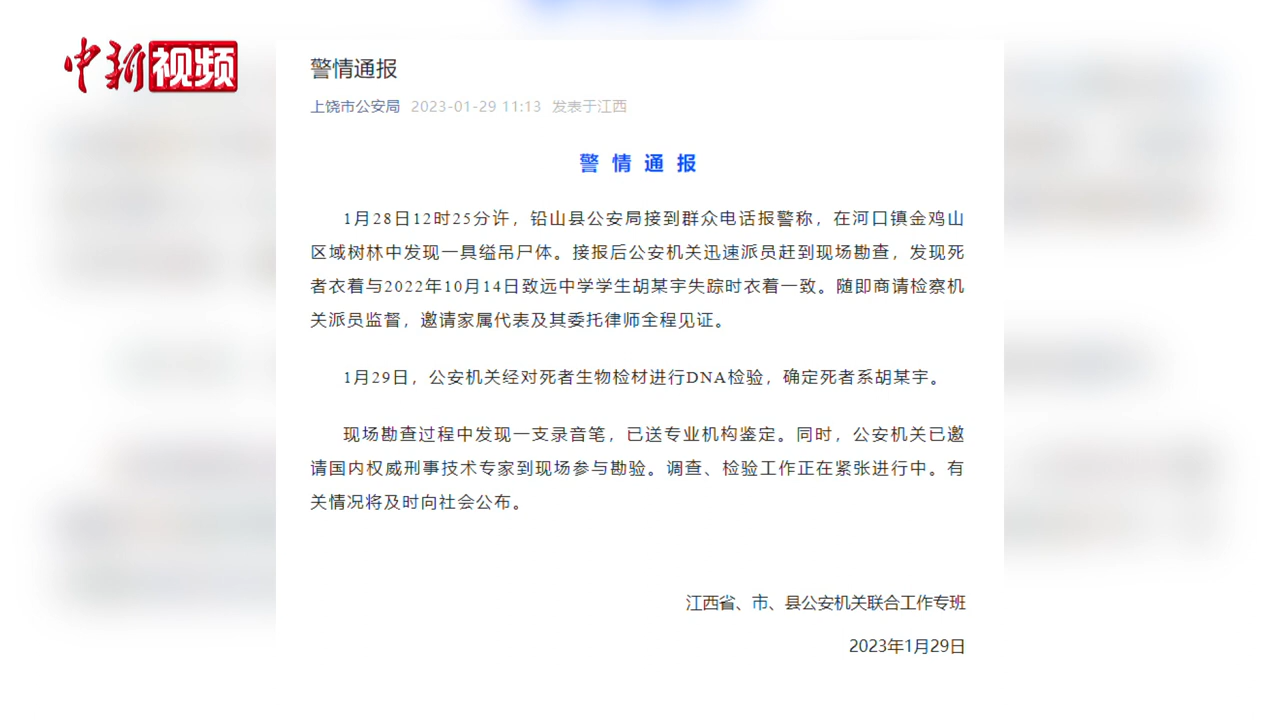 中新视频
警情通报
上饶市公安局 2023-01-29 11:13 发表于江西
警情通报
1月28日12时25分许，铅山县公安局接到群众电话报警称，在河口镇金鸡山
区域树林中发现一具缢吊尸体。接报后公安机关迅速派员赶到现场勘查，发现死
者衣着与2022年10月14日致远中学学生胡某宇失踪时衣着一致。随即商请检察机
关派员监督，邀请家属代表及其委托律师全程见证。
1月29日，公安机关经对死者生物检材进行DNA检验，确定死者系胡某宇。
现场勘查过程中发现一支录音笔，已送专业机构鉴定。同时，公安机关已邀
请国内权威刑事技术专家到现场参与勘验。调查、检验工作正在紧张进行中。有
关情况将及时向社会公布。
江西省、市、县公安机关联合工作专班
2023年1月29日